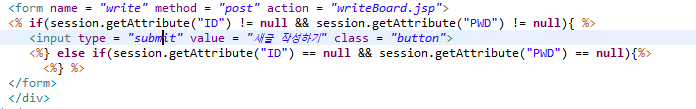 <form name = "write" method = "post" action = "writeBoard.jsp">
<% if(session.getAttribute("ID") != null && session.getAttribute("PWD") != null){ %>
<input type = "submit" value = "새글 작성하기" class = "button">
<%} else if(session.getAttribute("ID") == null && session.getAttribute("PWD") == null){%>
<%} %>
</form>
</div>